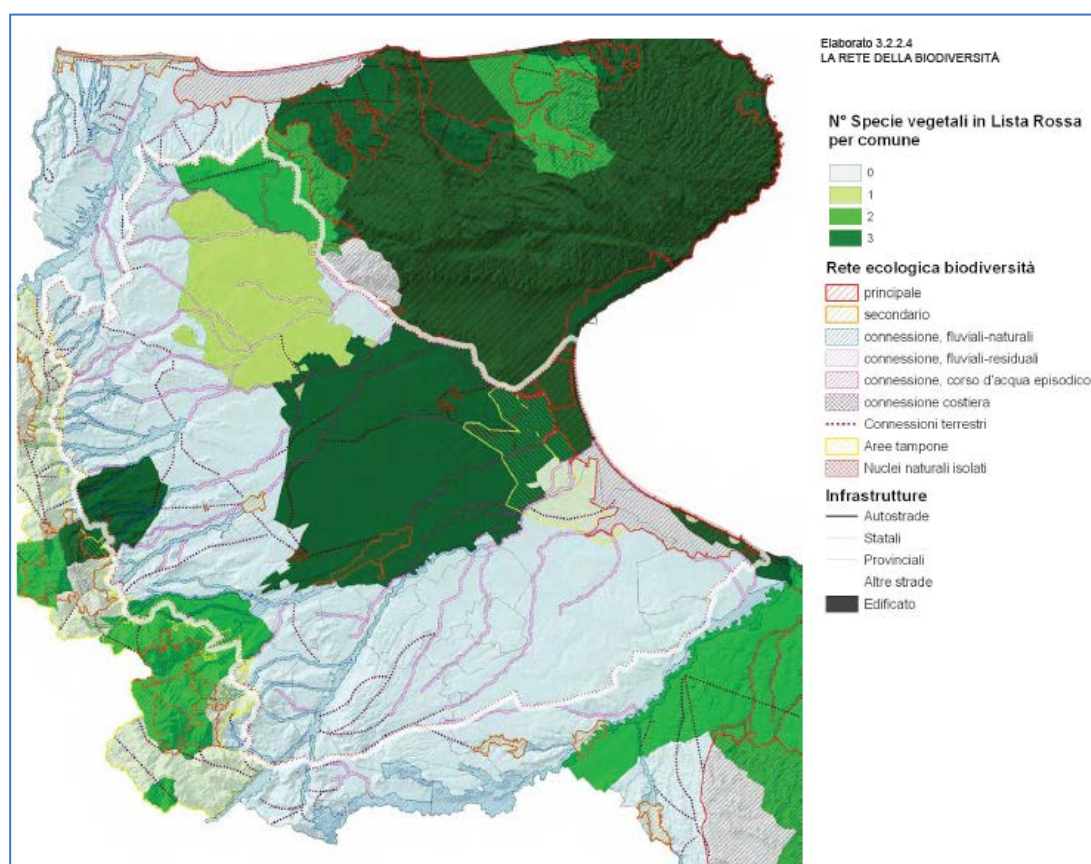 Elaborato 3.2.2.4
LA RETE DELLA BIODIVERSITÀ
N° Specie vegetali in Lista Rossa
per comune
0
1
2
3
Rete ecologica biodiversità
principale
secondario
connessione, fluviali-naturali
connessione, fluviali-residuali
connessione, corso d'acqua episodico
connessione costiera
Connessioni terrestri
Aree tampone
Nuclei naturali isolati
Infrastrutture
Autostrade
Statali
Provinciali
Altre strade
Edificato